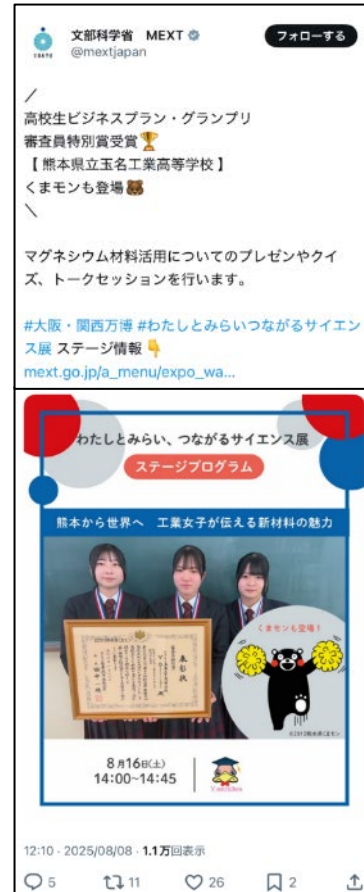 文部科学省 MEXT
@mextjapan
フォローする
/
高校生ビジネスプラン・グランプリ
審査員特別賞受賞🏆
【 熊本県立玉名工業高等学校 】
くまモンも登場🐻
\
マグネシウム材料活用についてのプレゼンやクイ
ズ、トークセッションを行います。
#大阪・関西万博 #わたしとみらいつながるサイエン
ス展 ステージ情報👇
mext.go.jp/a_menu/expo_wa...
わたしとみらい、つながるサイエンス展
ステージプログラム
熊本から世界へ 工業女子が伝える新材料の魅力
表彰状
くまモンも登場!
©2010熊本県くまモン
8月16日(土)
14:00~14:45
12:10 · 2025/08/08 · 1.1万回表示
5 11 26 2